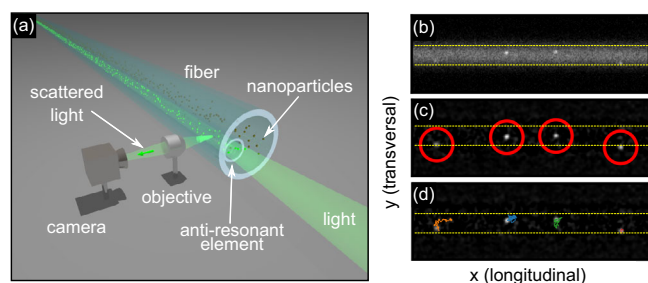 (a)
fiber
nanoparticles
scattered
light
objective
camera
anti-resonant
element
light
(b)
(c)
(d)
y (transversal)
x (longitudinal)